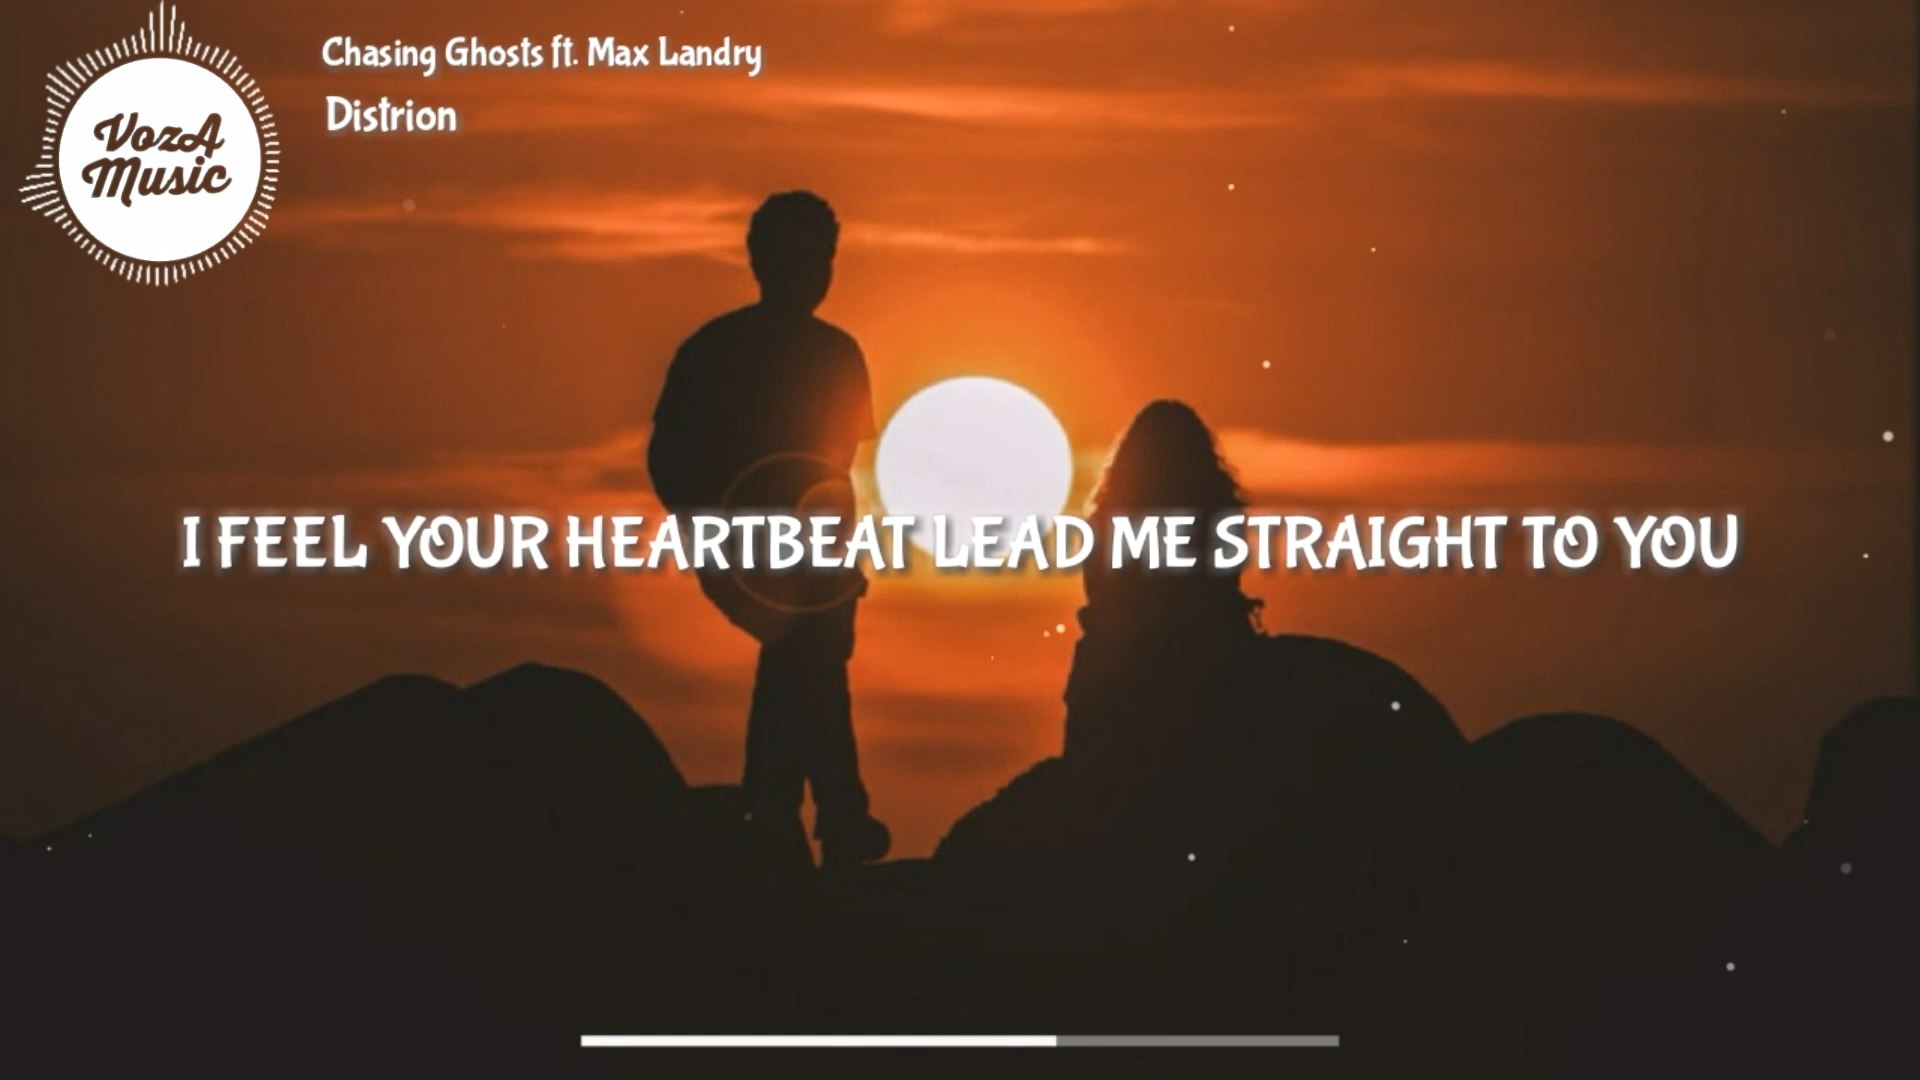 VozA
Music
Chasing Ghosts ft. Max Landry
Distrion
I FEEL YOUR HEARTBEAT LEAD ME STRAIGHT TO YOU